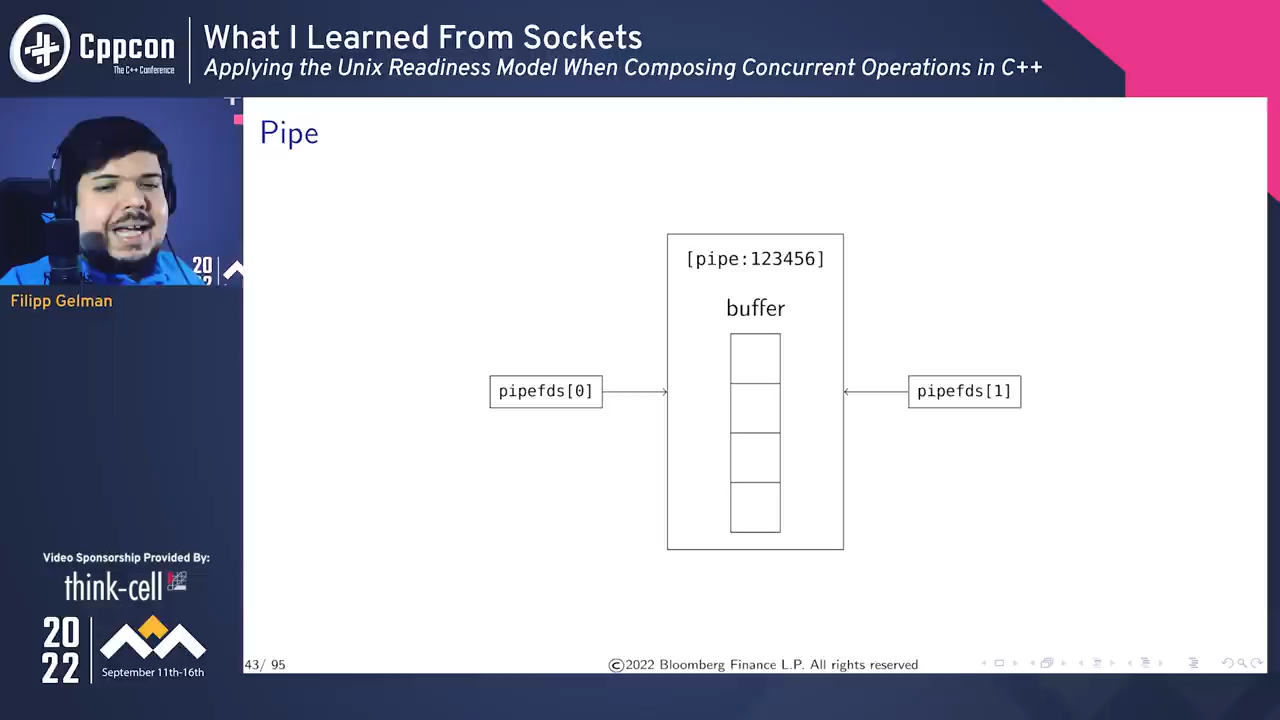 Cppcon
The C++ Conference
What I Learned From Sockets
Applying the Unix Readiness Model When Composing Concurrent Operations in C++
20
22
Filipp Gelman
Pipe
[pipe:123456]
buffer
pipefds[0]
pipefds[1]
Video Sponsorship Provided By:
think-cell
20
22
September 11th-16th
43/ 95
©2022 Bloomberg Finance L.P. All rights reserved